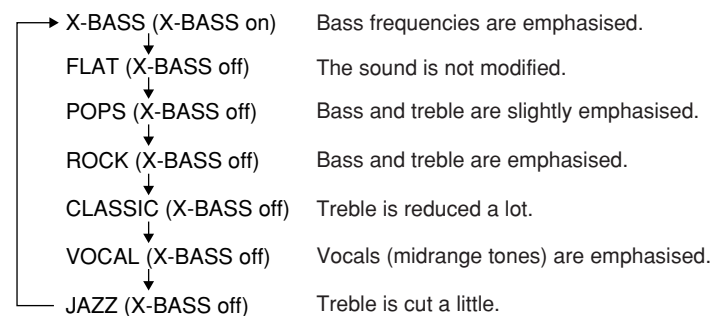 X-BASS (X-BASS on) Bass frequencies are emphasised.
FLAT (X-BASS off) The sound is not modified.
POPS (X-BASS off) Bass and treble are slightly emphasised.
ROCK (X-BASS off) Bass and treble are emphasised.
CLASSIC (X-BASS off) Treble is reduced a lot.
VOCAL (X-BASS off) Vocals (midrange tones) are emphasised.
JAZZ (X-BASS off) Treble is cut a little.